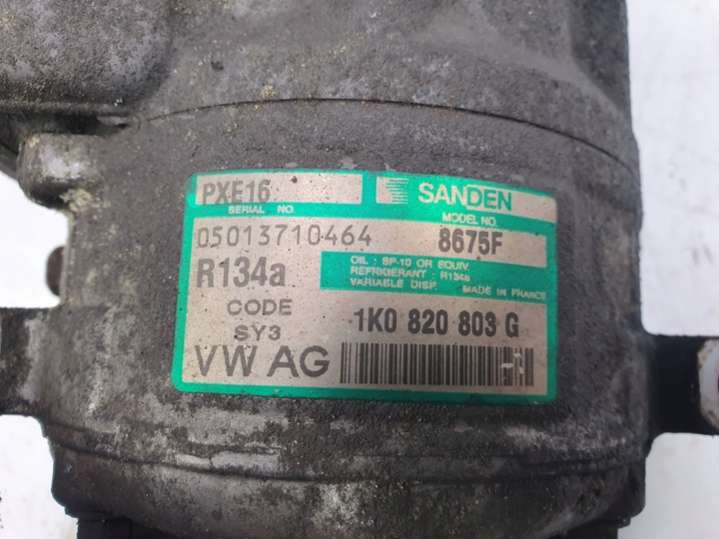 PXE16 SANDEN
SERIAL NO. MODEL NO.
05013710464 8675F
R134a
OIL : SP-10 OR EQUIV.
REFRIGERANT : R134a
VARIABLE DISP. MADE IN FRANCE
CODE
SY3
1K0 820 803 G
VW AG